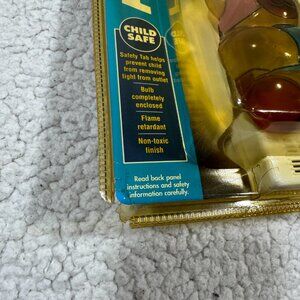 CHILD
SAFE
Safety Tab helps
prevent child
from removing
light from outlet
Bulb
completely
enclosed
Flame
retardant
Non-toxic
finish
Read back panel
instructions and safety
information carefully.